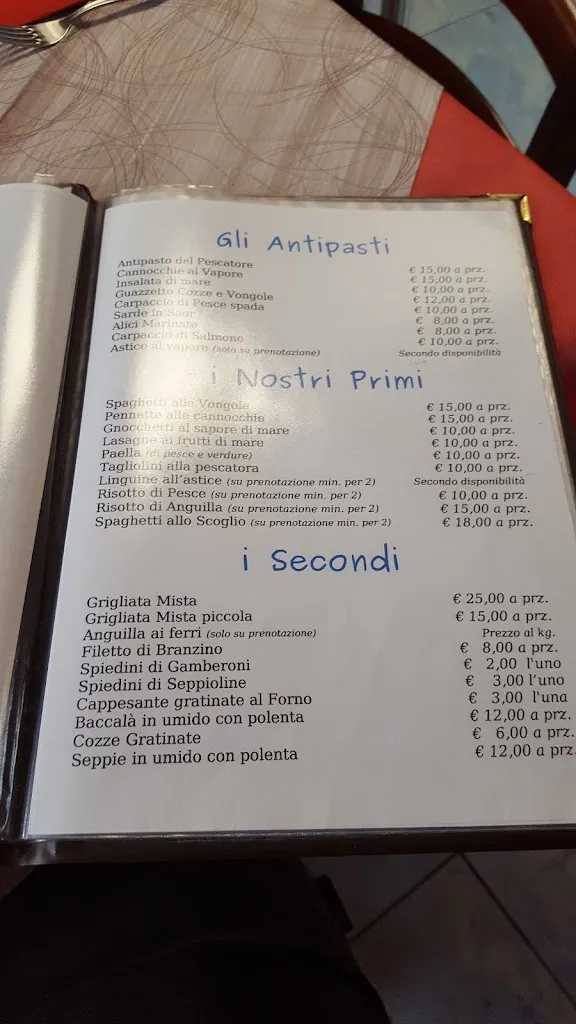 Gli Antipasti
Antipasto del Pescatore € 15,00 a prz.
Cannocchie al Vapore € 15,00 a prz.
Insalata di mare € 10,00 a prz.
Guazzetto Cozze e Vongole € 12,00 a prz.
Carpaccio di Pesce spada € 10,00 a prz.
Sarde in Saor € 8,00 a prz.
Alici Marinate € 8,00 a prz.
Carpaccio di Salmone € 10,00 a prz.
Astice al vapore (solo su prenotazione) Secondo disponibilità
i Nostri Primi
Spaghetti alle Vongole € 15,00 a prz.
Pennette alle cannocchie € 15,00 a prz.
Gnocchetti al sapore di mare € 10,00 a prz.
Lasagne ai frutti di mare € 10,00 a prz.
Paella (di pesce e verdure) € 10,00 a prz.
Tagliolini alla pescatora € 10,00 a prz.
Linguine all'astice (su prenotazione min. per 2) Secondo disponibilità
Risotto di Pesce (su prenotazione min. per 2) € 10,00 a prz.
Risotto di Anguilla (su prenotazione min. per 2) € 15,00 a prz.
Spaghetti allo Scoglio (su prenotazione min. per 2) € 18,00 a prz.
i Secondi
Grigliata Mista € 25,00 a prz.
Grigliata Mista piccola € 15,00 a prz.
Anguilla ai ferri (solo su prenotazione) Prezzo al kg.
Filetto di Branzino € 8,00 a prz.
Spiedini di Gamberoni € 2,00 l'uno
Spiedini di Seppioline € 3,00 l'uno
Cappesante gratinate al Forno € 3,00 l'una
Baccalà in umido con polenta € 12,00 a prz.
Cozze Gratinate € 6,00 a prz.
Seppie in umido con polenta € 12,00 a prz.